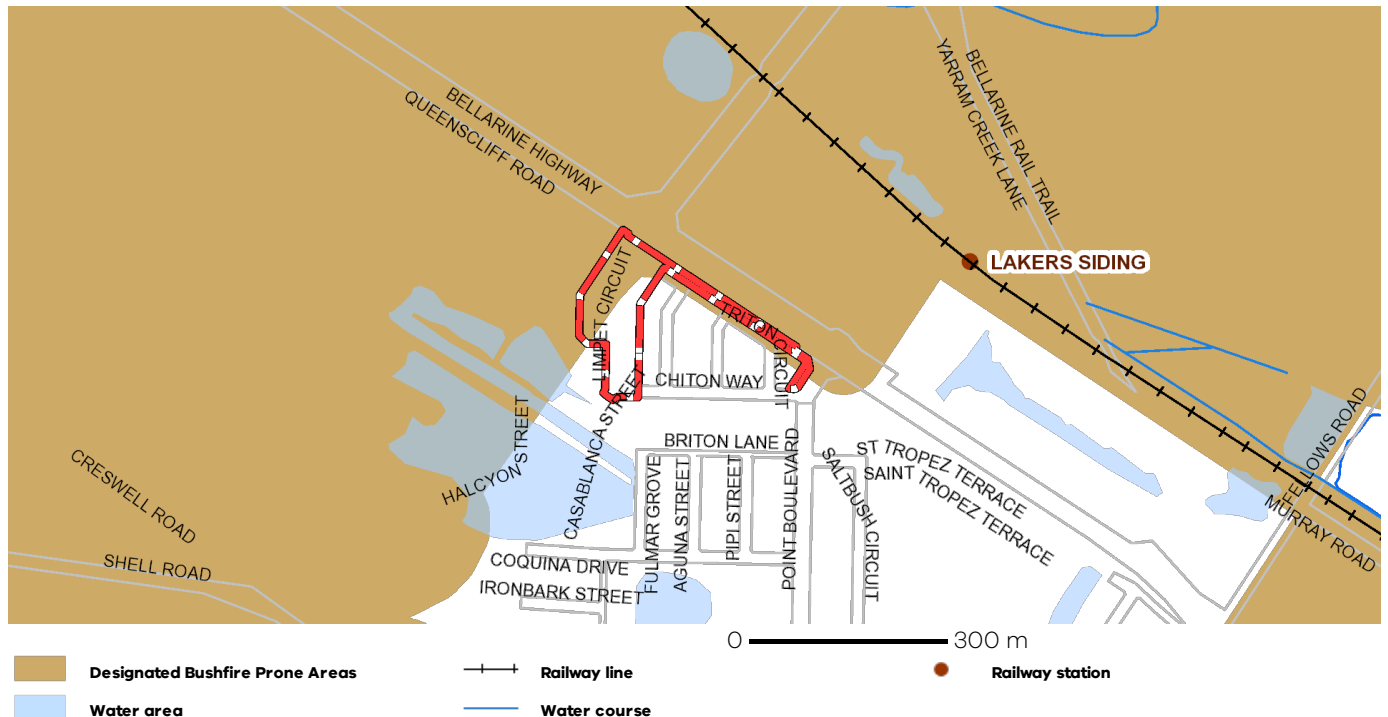 BELLARINE HIGHWAY
QUEENSCLIFF ROAD
YARRAM CREEK LANE
BELLARINE RAIL TRAIL
LAKERS SIDING
LIMPET CIRCUIT
TRITON CIRCUIT
CHITON WAY
CASABLANCA STREET
HALCYON STREET
BRITON LANE
CRESWELL ROAD
SHELL ROAD
FULMAR GROVE
AGUNA STREET
PIPI STREET
POINT BOULEVARD
SALTBUSH CIRCUIT
ST TROPEZ TERRACE
SAINT TROPEZ TERRACE
FELLOWS ROAD
MURRAY ROAD
COQUINA DRIVE
IRONBARK STREET
0 300 m
Designated Bushfire Prone Areas
Railway line
Railway station
Water area
Water course